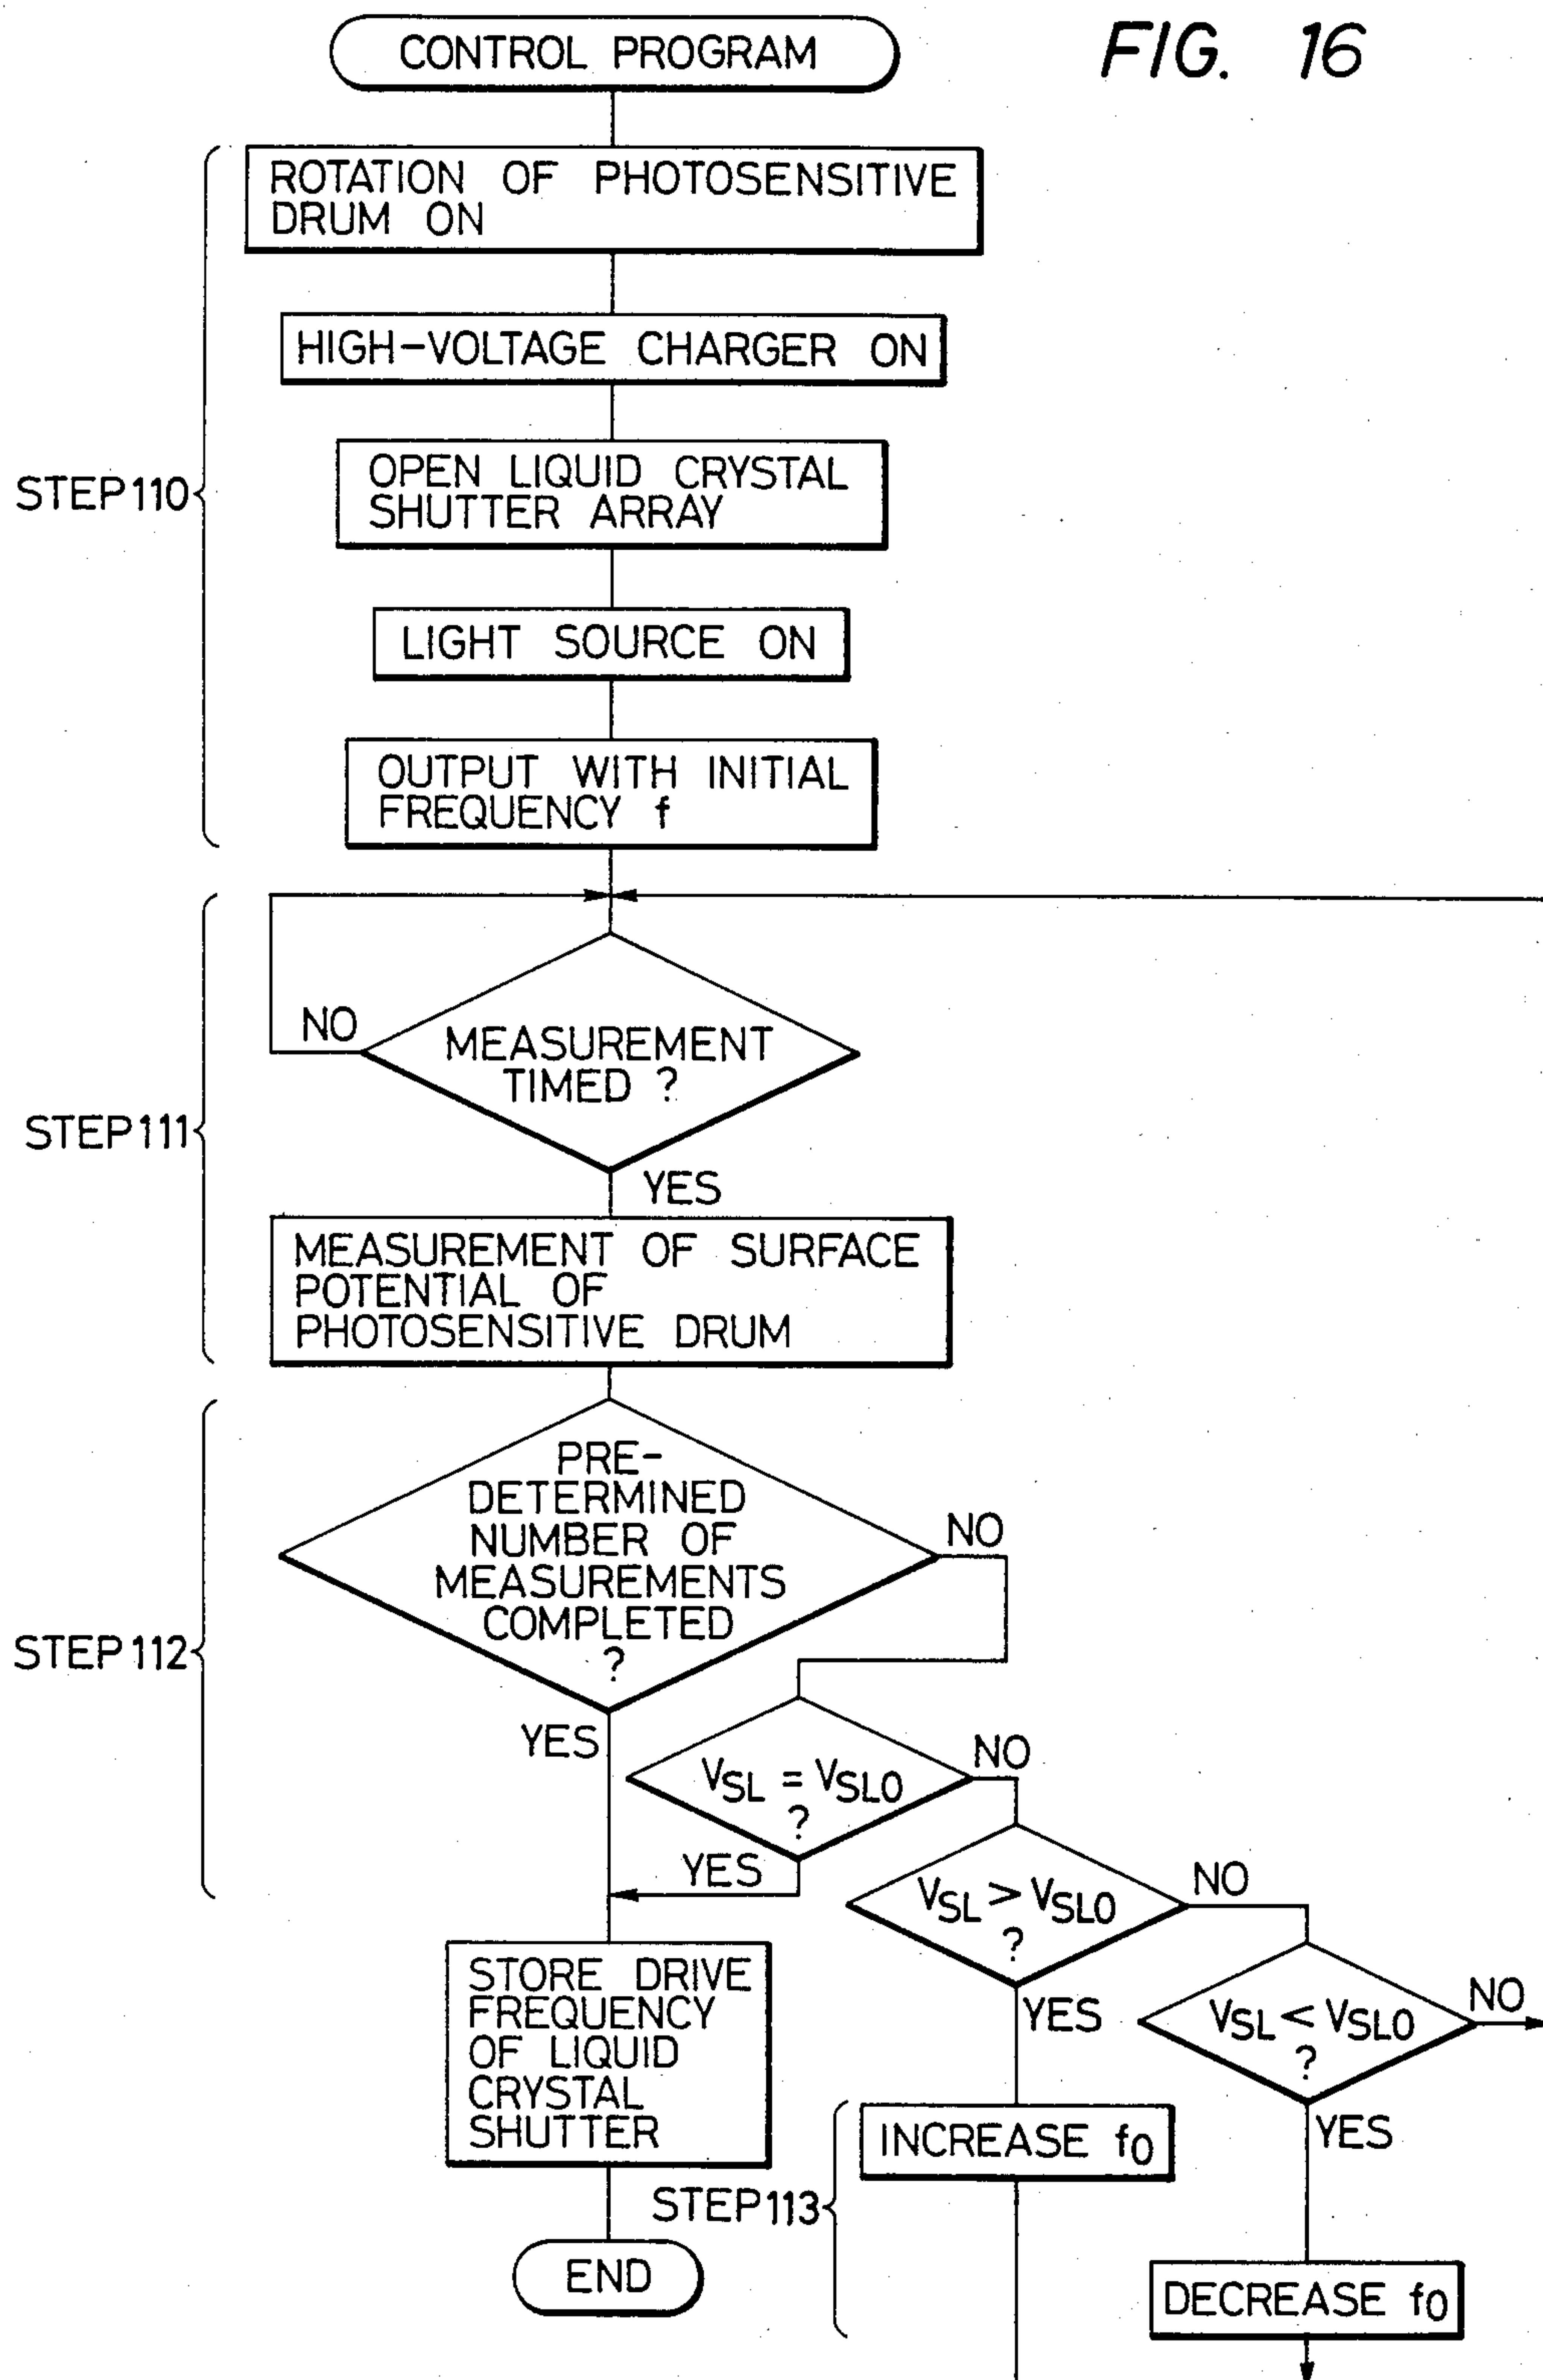 CONTROL PROGRAM
FIG. 16
ROTATION OF PHOTOSENSITIVE
DRUM ON
HIGH-VOLTAGE CHARGER ON
OPEN LIQUID CRYSTAL
SHUTTER ARRAY
STEP110
LIGHT SOURCE ON
OUTPUT WITH INITIAL
FREQUENCY f
NO
MEASUREMENT
TIMED ?
STEP111
YES
MEASUREMENT OF SURFACE
POTENTIAL OF
PHOTOSENSITIVE DRUM
PRE-
DETERMINED
NUMBER OF
MEASUREMENTS
COMPLETED
?
NO
STEP112
YES
VSL = VSL0
?
NO
YES
VSL > VSL0
?
NO
YES
VSL < VSL0
?
NO
YES
STORE DRIVE
FREQUENCY
OF LIQUID
CRYSTAL
SHUTTER
INCREASE f0
STEP113
END
DECREASE f0